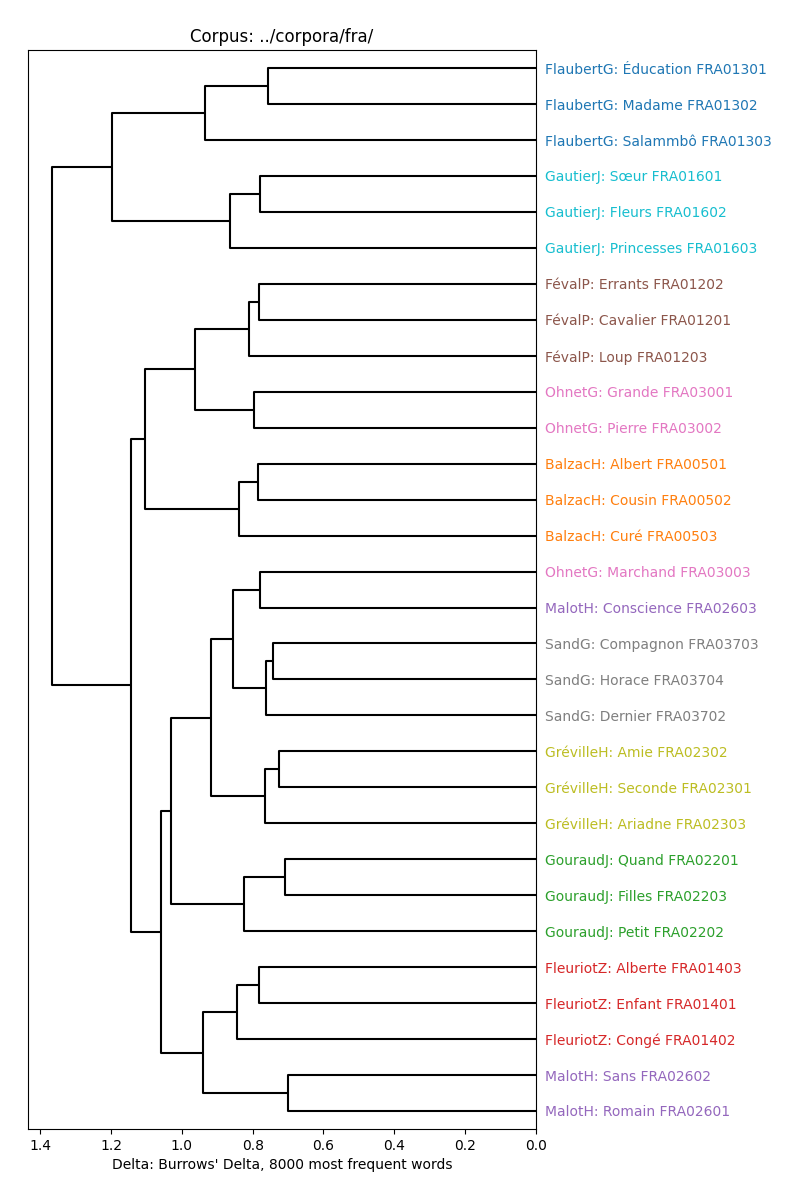 Corpus: ../corpora/fra/
FlaubertG: Éducation FRA01301
FlaubertG: Madame FRA01302
FlaubertG: Salammbô FRA01303
GautierJ: Sœur FRA01601
GautierJ: Fleurs FRA01602
GautierJ: Princesses FRA01603
FévalP: Errants FRA01202
FévalP: Cavalier FRA01201
FévalP: Loup FRA01203
OhnetG: Grande FRA03001
OhnetG: Pierre FRA03002
BalzacH: Albert FRA00501
BalzacH: Cousin FRA00502
BalzacH: Curé FRA00503
OhnetG: Marchand FRA03003
MalotH: Conscience FRA02603
SandG: Compagnon FRA03703
SandG: Horace FRA03704
SandG: Dernier FRA03702
GrévilleH: Amie FRA02302
GrévilleH: Seconde FRA02301
GrévilleH: Ariadne FRA02303
GouraudJ: Quand FRA02201
GouraudJ: Filles FRA02203
GouraudJ: Petit FRA02202
FleuriotZ: Alberte FRA01403
FleuriotZ: Enfant FRA01401
FleuriotZ: Congé FRA01402
MalotH: Sans FRA02602
MalotH: Romain FRA02601
1.4 1.2 1.0 0.8 0.6 0.4 0.2 0.0
Delta: Burrows' Delta, 8000 most frequent words